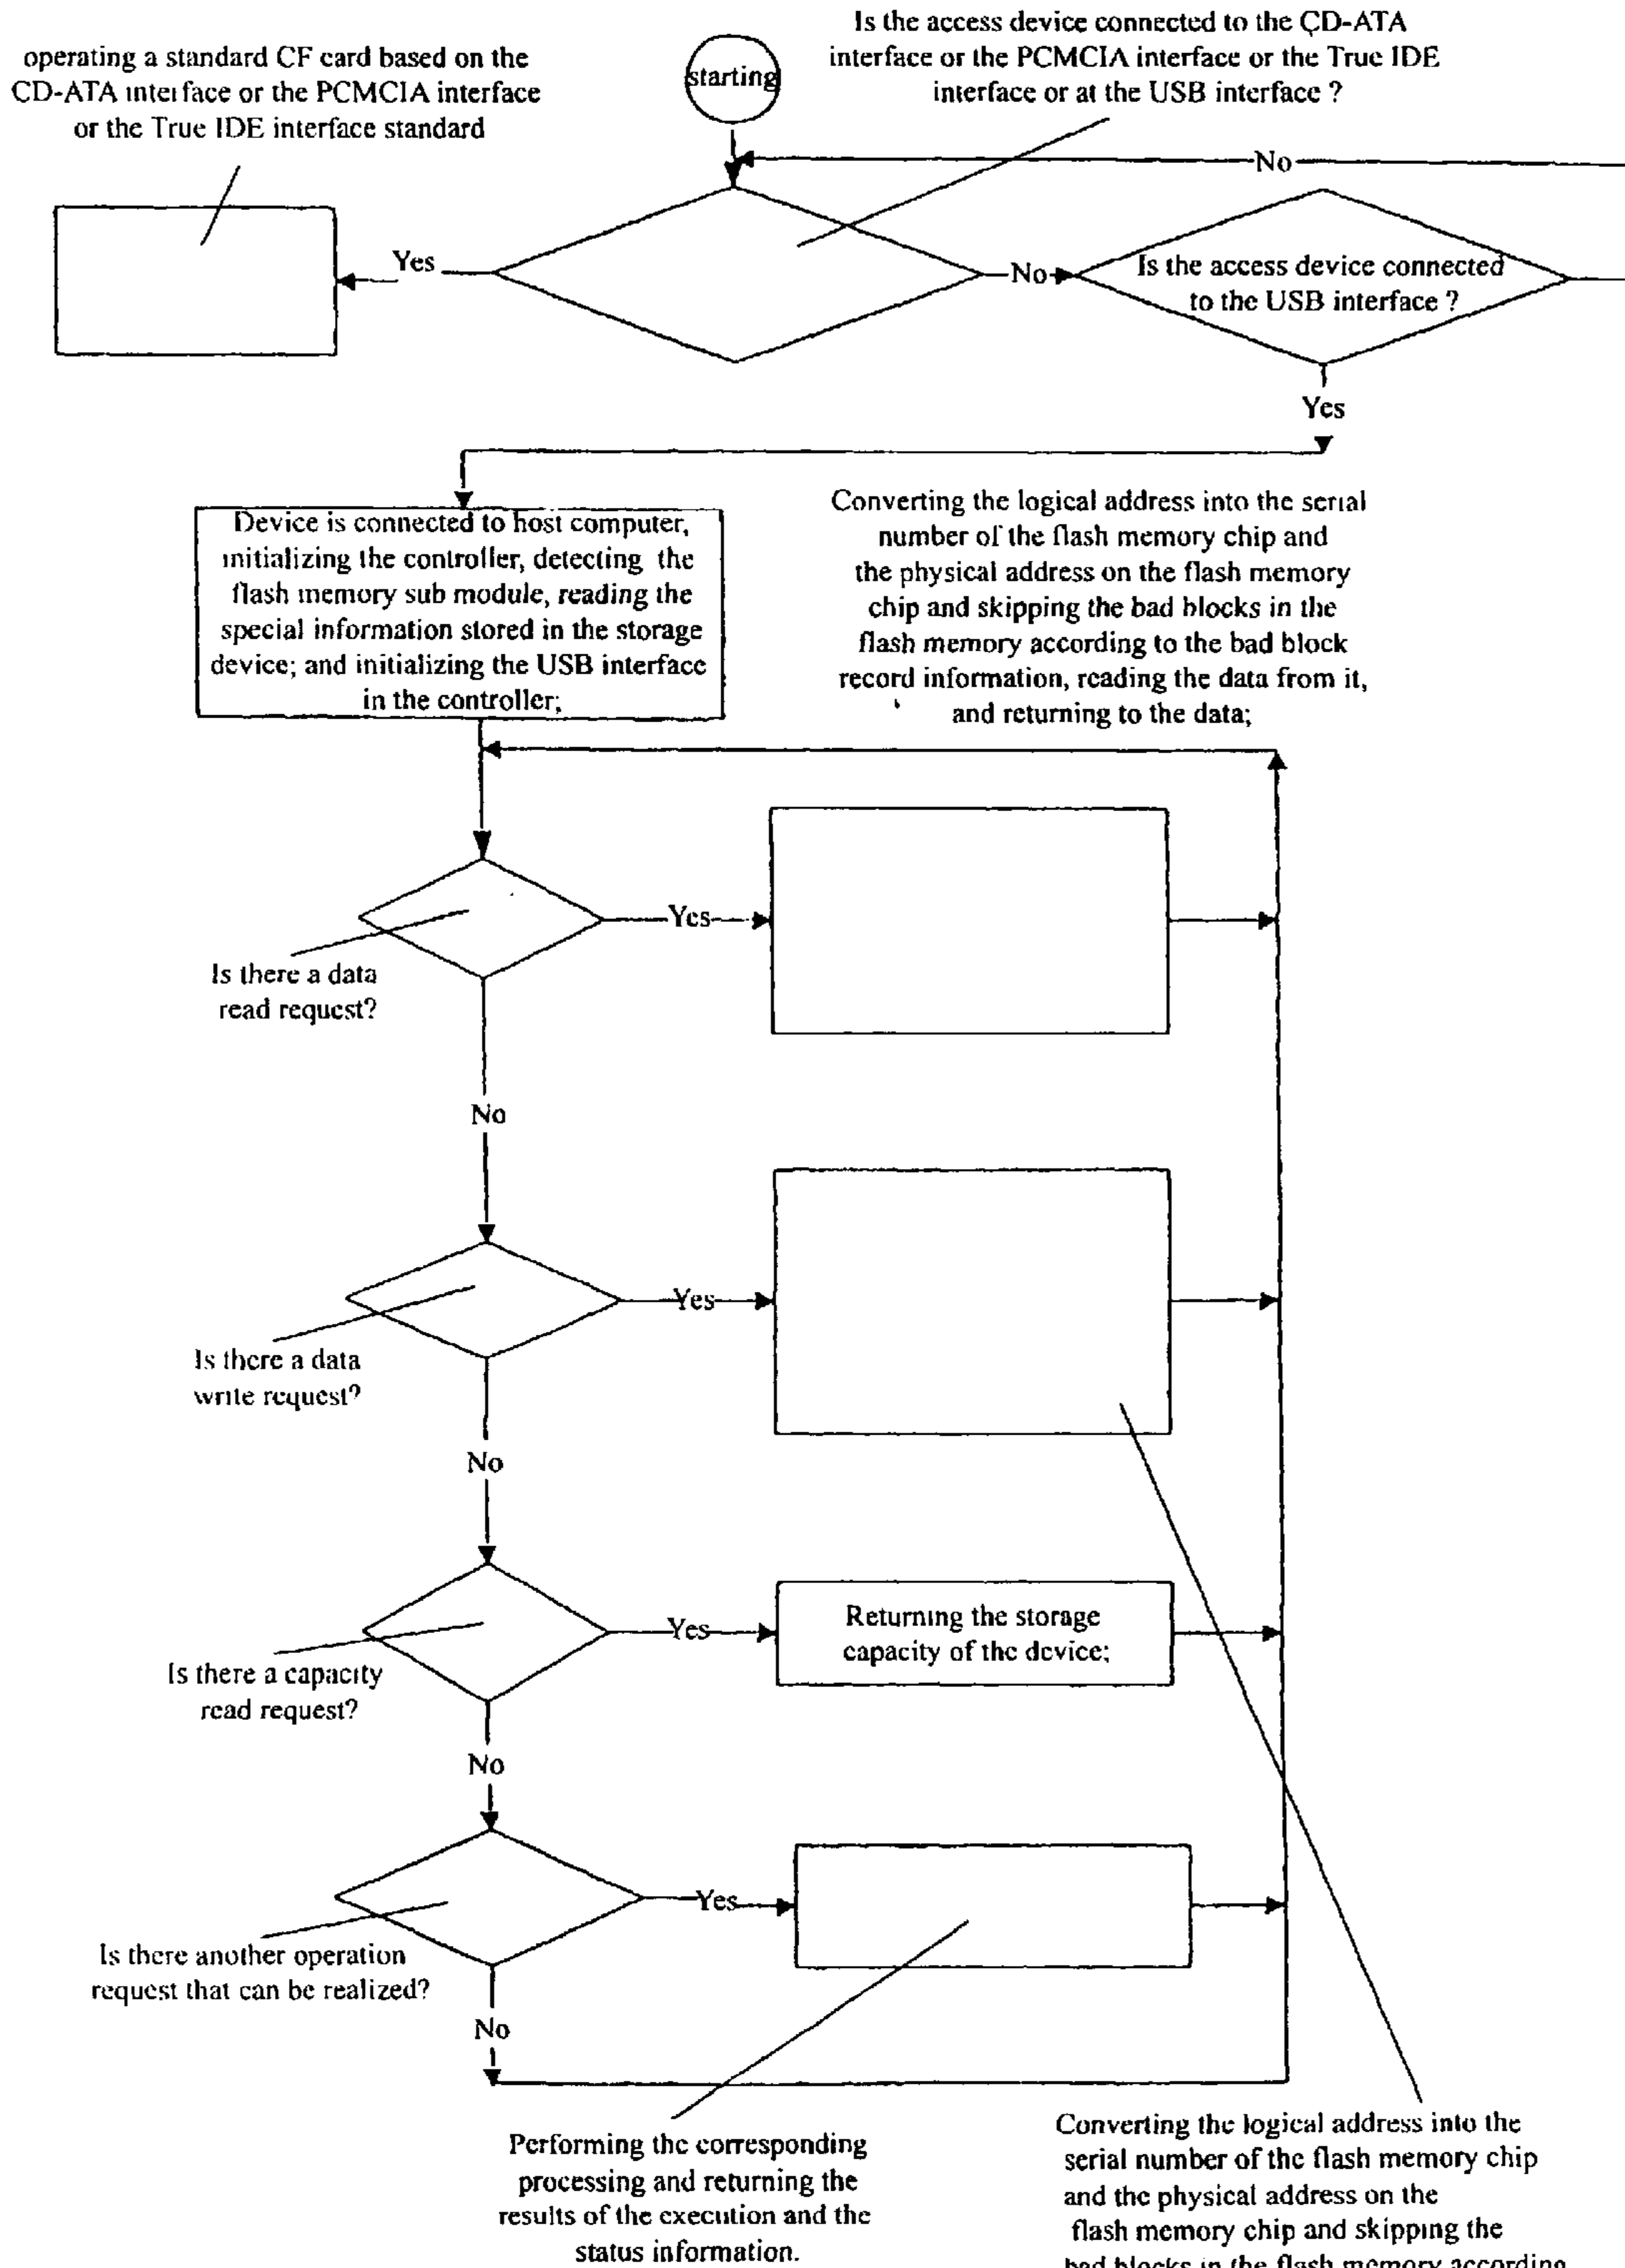 operating a standard CF card based on the
CD-ATA interface or the PCMCIA interface
or the True IDE interface standard
starting
Is the access device connected to the CD-ATA
interface or the PCMCIA interface or the True IDE
interface or at the USB interface ?
No
Yes
No
Is the access device connected
to the USB interface ?
Yes
Device is connected to host computer,
initializing the controller, detecting the
flash memory sub module, reading the
special information stored in the storage
device; and initializing the USB interface
in the controller;
Converting the logical address into the serial
number of the flash memory chip and
the physical address on the flash memory
chip and skipping the bad blocks in the
flash memory according to the bad block
record information, reading the data from it,
and returning to the data;
Yes
Is there a data
read request?
No
Yes
Is there a data
write request?
No
Yes
Returning the storage
capacity of the device;
Is there a capacity
read request?
No
Yes
Is there another operation
request that can be realized?
No
Performing the corresponding
processing and returning the
results of the execution and the
status information.
Converting the logical address into the
serial number of the flash memory chip
and the physical address on the
flash memory chip and skipping the
bad blocks in the flash memory according